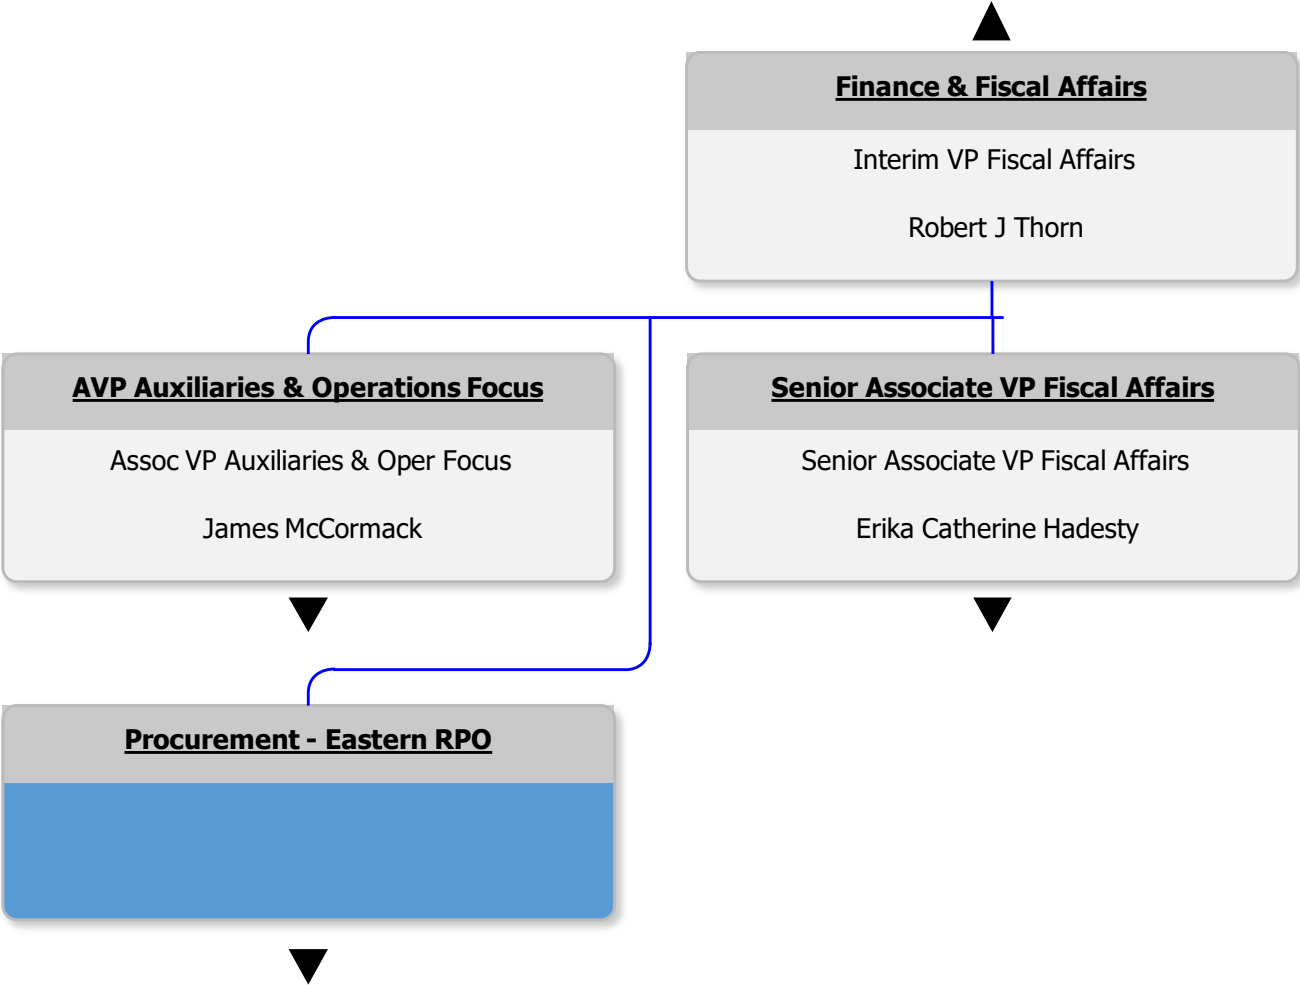 Finance & Fiscal Affairs
Interim VP Fiscal Affairs
Robert J Thorn
AVP Auxiliaries & Operations Focus
Assoc VP Auxiliaries & Oper Focus
James McCormack
Senior Associate VP Fiscal Affairs
Senior Associate VP Fiscal Affairs
Erika Catherine Hadesty
Procurement - Eastern RPO